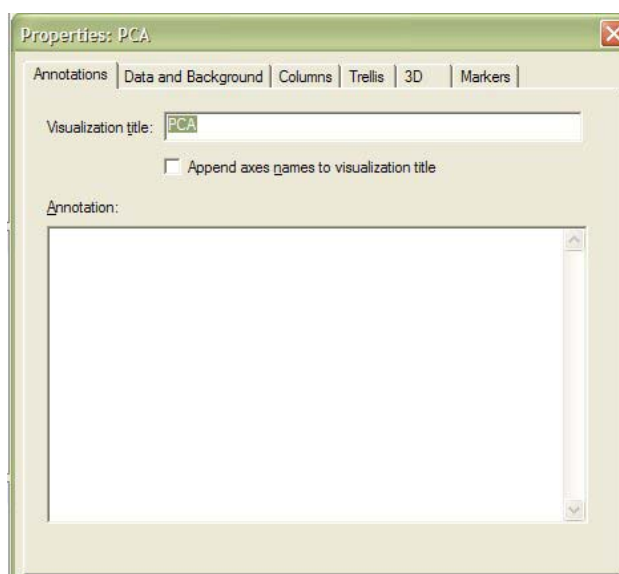 Properties: PCA
Annotations Data and Background Columns Trellis 3D Markers
Visualization title: PCA
Append axes names to visualization title
Annotation: